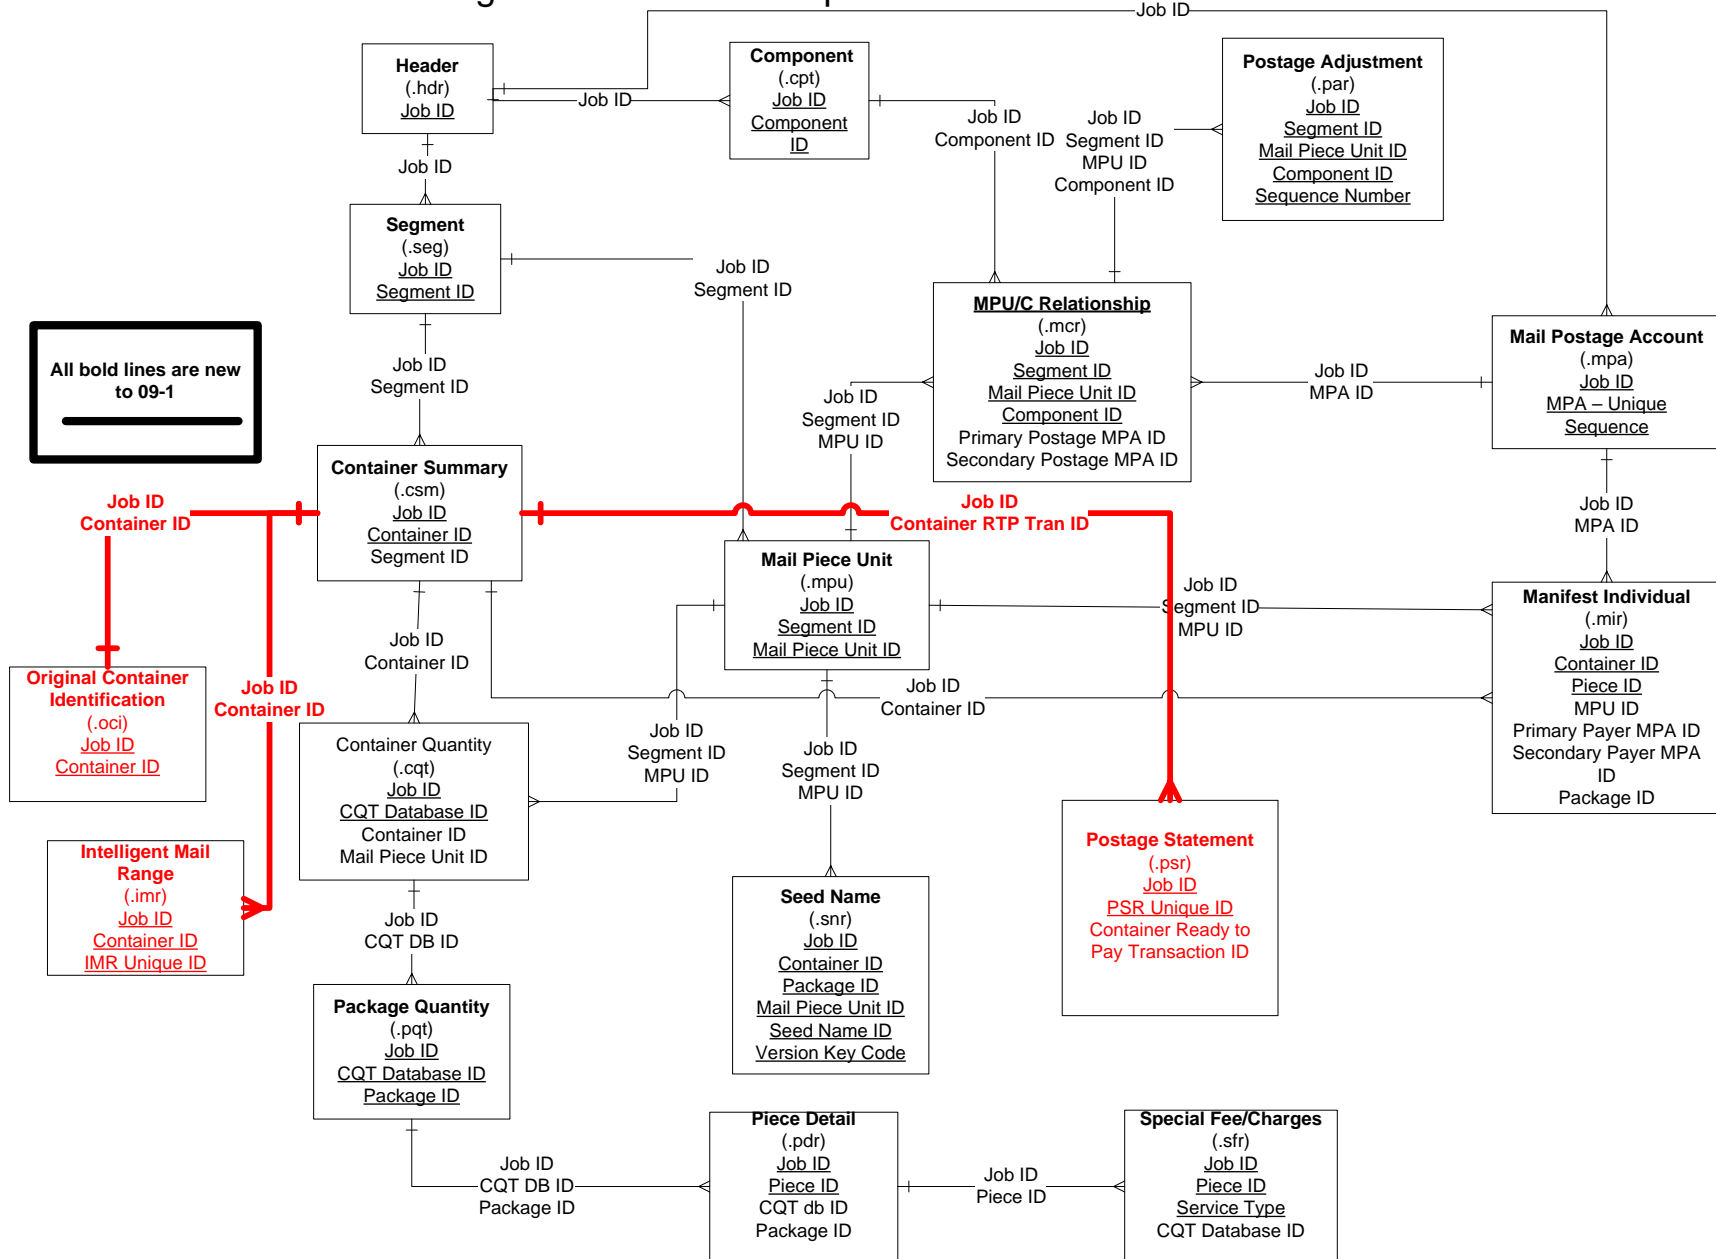 Job ID
Header
(.hdr)
Job ID
Job ID
Component
(.cpt)
Job ID
Component
ID
Job ID
Component ID
Job ID
Segment ID
MPU ID
Component ID
Postage Adjustment
(.par)
Job ID
Segment ID
Mail Piece Unit ID
Component ID
Sequence Number
Job ID
Segment
(.seg)
Job ID
Segment ID
Job ID
Segment ID
MPU/C Relationship
(.mcr)
Job ID
Segment ID
Mail Piece Unit ID
Component ID
Primary Postage MPA ID
Secondary Postage MPA ID
Job ID
MPA ID
Mail Postage Account
(.mpa)
Job ID
MPA – Unique
Sequence
All bold lines are new
to 09-1
Job ID
Segment ID
Job ID
Segment ID
MPU ID
Container Summary
(.csm)
Job ID
Container ID
Segment ID
Job ID
Container ID
Job ID
Container RTP Tran ID
Job ID
MPA ID
Mail Piece Unit
(.mpu)
Job ID
Segment ID
Mail Piece Unit ID
Job ID
Segment ID
MPU ID
Manifest Individual
(.mir)
Job ID
Container ID
Piece ID
MPU ID
Primary Payer MPA ID
Secondary Payer MPA
ID
Package ID
Job ID
Container ID
Original Container
Identification
(.oci)
Job ID
Container ID
Job ID
Container ID
Job ID
Container ID
Container Quantity
(.cqt)
Job ID
CQT Database ID
Container ID
Mail Piece Unit ID
Job ID
Segment ID
MPU ID
Job ID
Segment ID
MPU ID
Intelligent Mail
Range
(.imr)
Job ID
Container ID
IMR Unique ID
Postage Statement
(.psr)
Job ID
PSR Unique ID
Container Ready to
Pay Transaction ID
Job ID
CQT DB ID
Seed Name
(.snr)
Job ID
Container ID
Package ID
Mail Piece Unit ID
Seed Name ID
Version Key Code
Package Quantity
(.pqt)
Job ID
CQT Database ID
Package ID
Job ID
CQT DB ID
Package ID
Piece Detail
(.pdr)
Job ID
Piece ID
CQT db ID
Package ID
Job ID
Piece ID
Special Fee/Charges
(.sfr)
Job ID
Piece ID
Service Type
CQT Database ID